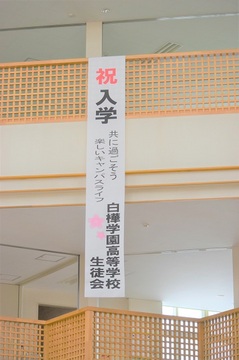 祝入学
共に過ごそう
楽しいキャンパスライフ
白樺学園高等学校
生徒会